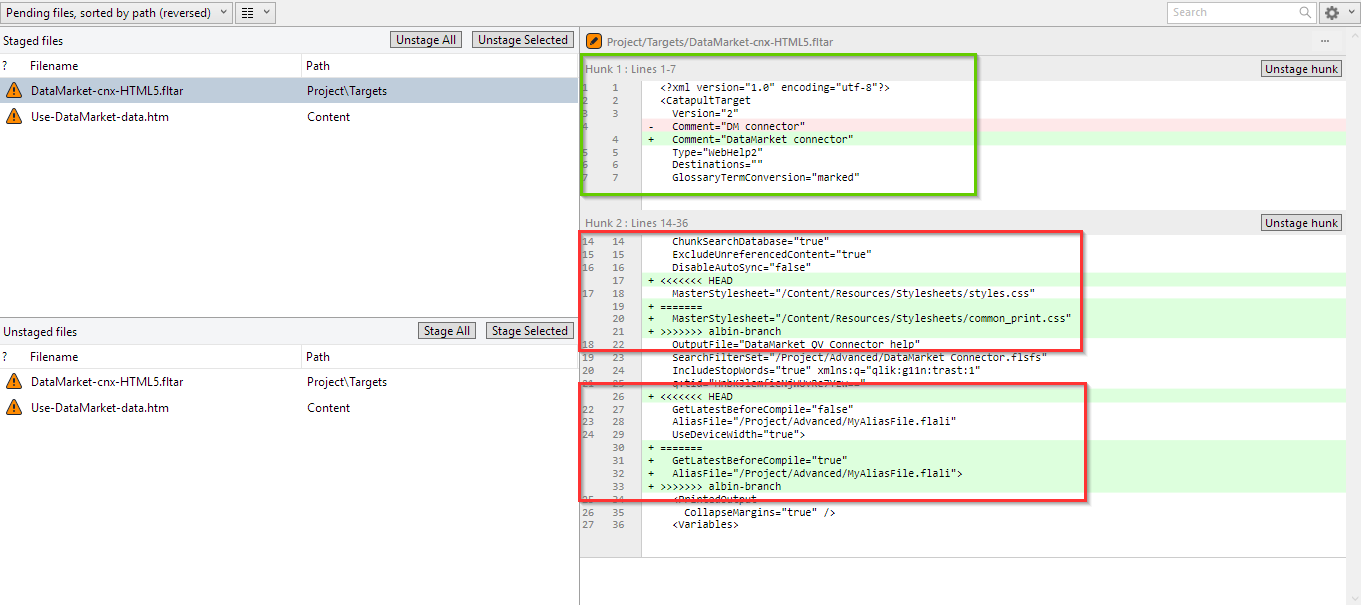 Pending files, sorted by path (reversed)
Search
Staged files
Unstage All
Unstage Selected
? Filename Path
DataMarket-cnx-HTML5.fltar Project\Targets
Use-DataMarket-data.htm Content
Unstaged files
Stage All
Stage Selected
? Filename Path
DataMarket-cnx-HTML5.fltar Project\Targets
Use-DataMarket-data.htm Content
Project/Targets/DataMarket-cnx-HTML5.fltar
...
Hunk 1 : Lines 1-7
Unstage hunk
1 1 <?xml version="1.0" encoding="utf-8"?>
2 2 <CatapultTarget
3 3 Version="2"
4 - Comment="DM connector"
4 + Comment="DataMarket connector"
5 5 Type="WebHelp2"
6 6 Destinations=""
7 7 GlossaryTermConversion="marked"
Hunk 2 : Lines 14-36
Unstage hunk
14 14 ChunkSearchDatabase="true"
15 15 ExcludeUnreferencedContent="true"
16 16 DisableAutoSync="false"
17 + <<<<<<< HEAD
17 18 MasterStylesheet="/Content/Resources/Stylesheets/styles.css"
19 + =======
20 + MasterStylesheet="/Content/Resources/Stylesheets/common_print.css"
21 + >>>>>>> albin-branch
18 22 OutputFile="DataMarket QV Connector help"
19 23 SearchFilterSet="/Project/Advanced/DataMarket Connector.flsfs"
20 24 IncludeStopWords="true" xmlns:q="qlik:g11n:trast:1"
21 25
26 + <<<<<<< HEAD
22 27 GetLatestBeforeCompile="false"
23 28 AliasFile="/Project/Advanced/MyAliasFile.flali"
24 29 UseDeviceWidth="true">
30 + =======
31 + GetLatestBeforeCompile="true"
32 + AliasFile="/Project/Advanced/MyAliasFile.flali">
33 + >>>>>>> albin-branch
25 34 <PrintedOutput
26 35 CollapseMargins="true" />
27 36 <Variables>